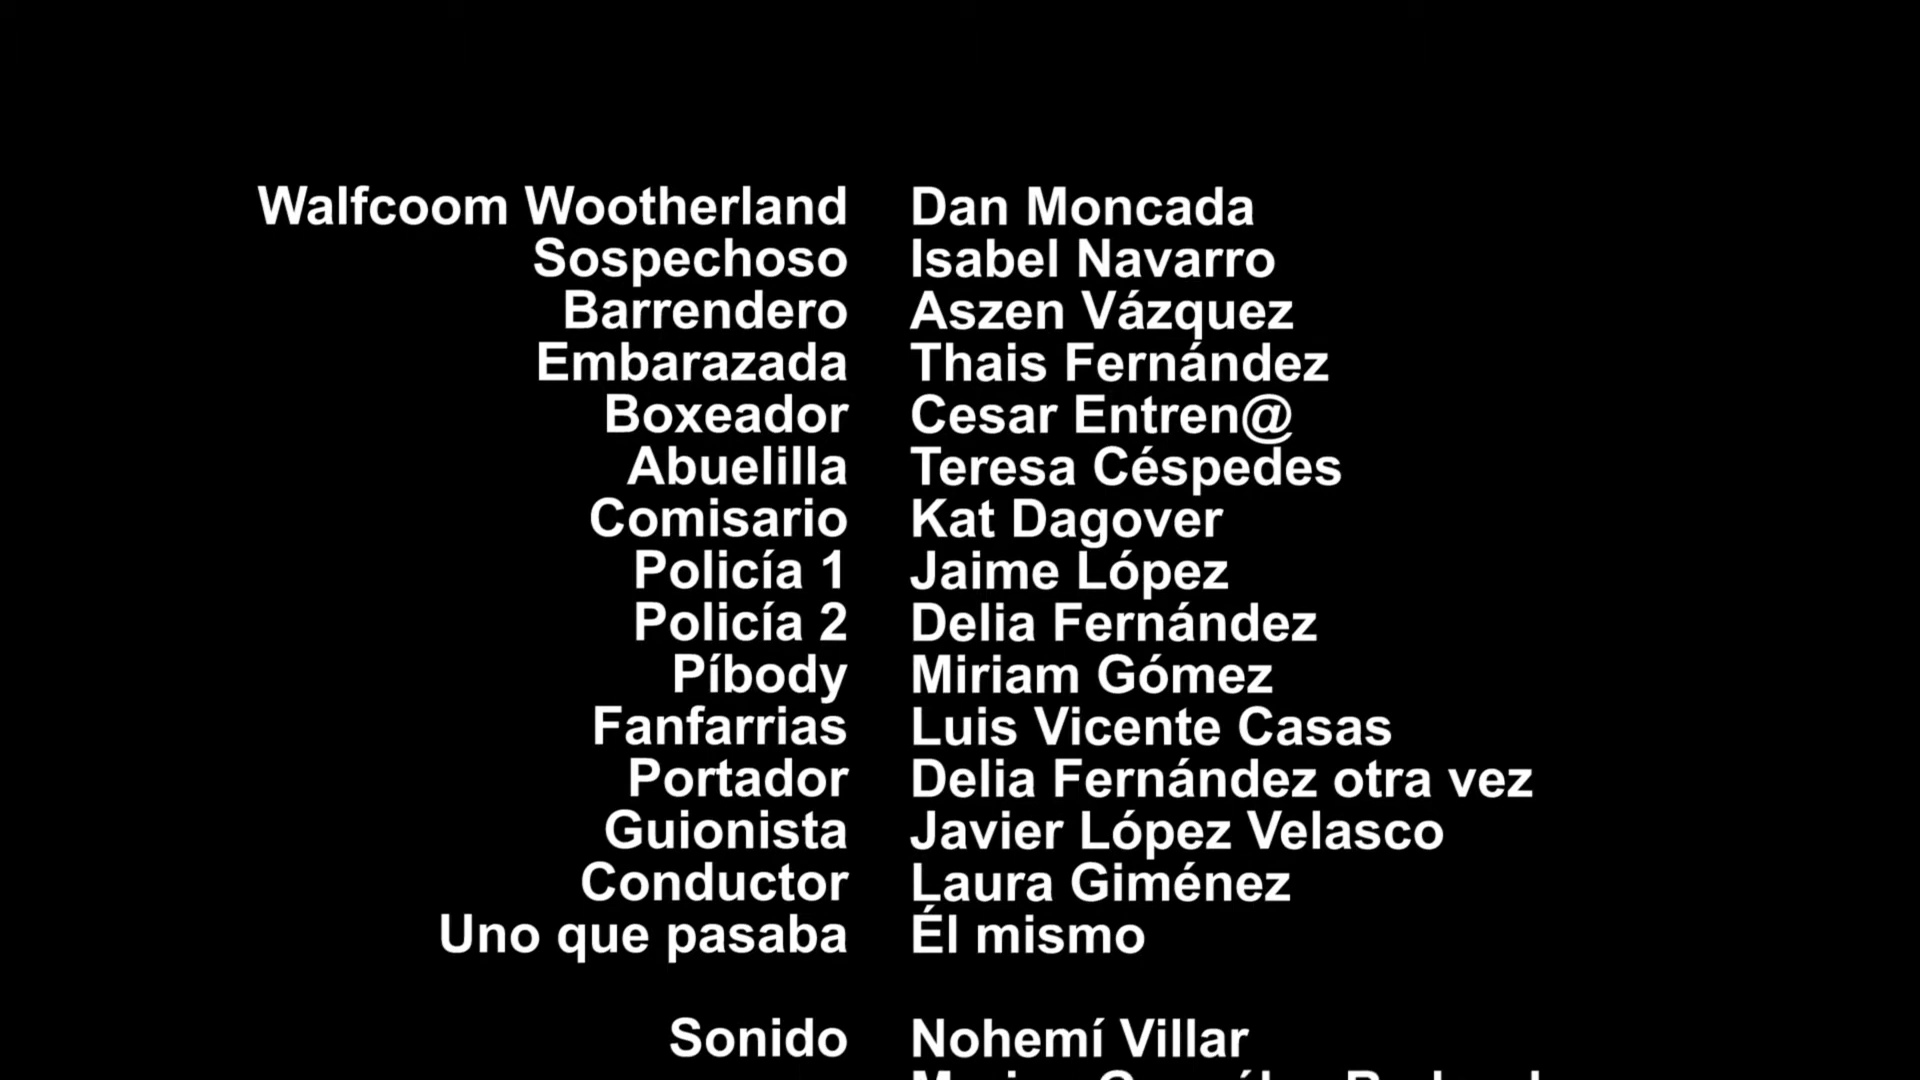 Walfcoom Wootherland Dan Moncada
Sospechoso Isabel Navarro
Barrendero Aszen Vázquez
Embarazada Thais Fernández
Boxeador Cesar Entren@
Abuelilla Teresa Céspedes
Comisario Kat Dagover
Policía 1 Jaime López
Policía 2 Delia Fernández
Píbody Miriam Gómez
Fanfarrias Luis Vicente Casas
Portador Delia Fernández otra vez
Guionista Javier López Velasco
Conductor Laura Giménez
Uno que pasaba Él mismo
Sonido Nohemí Villar